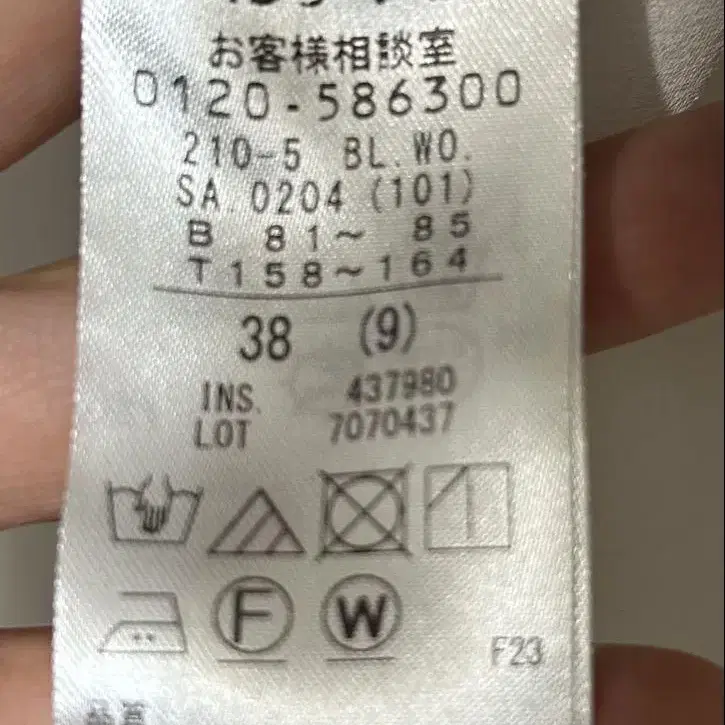 お客様相談室
0120-586300
210-5 BL.WO.
SA.0204 (101)
B 81～ 85
T 158～164
38 (9)
INS. 437980
LOT 7070437
F
W
F23